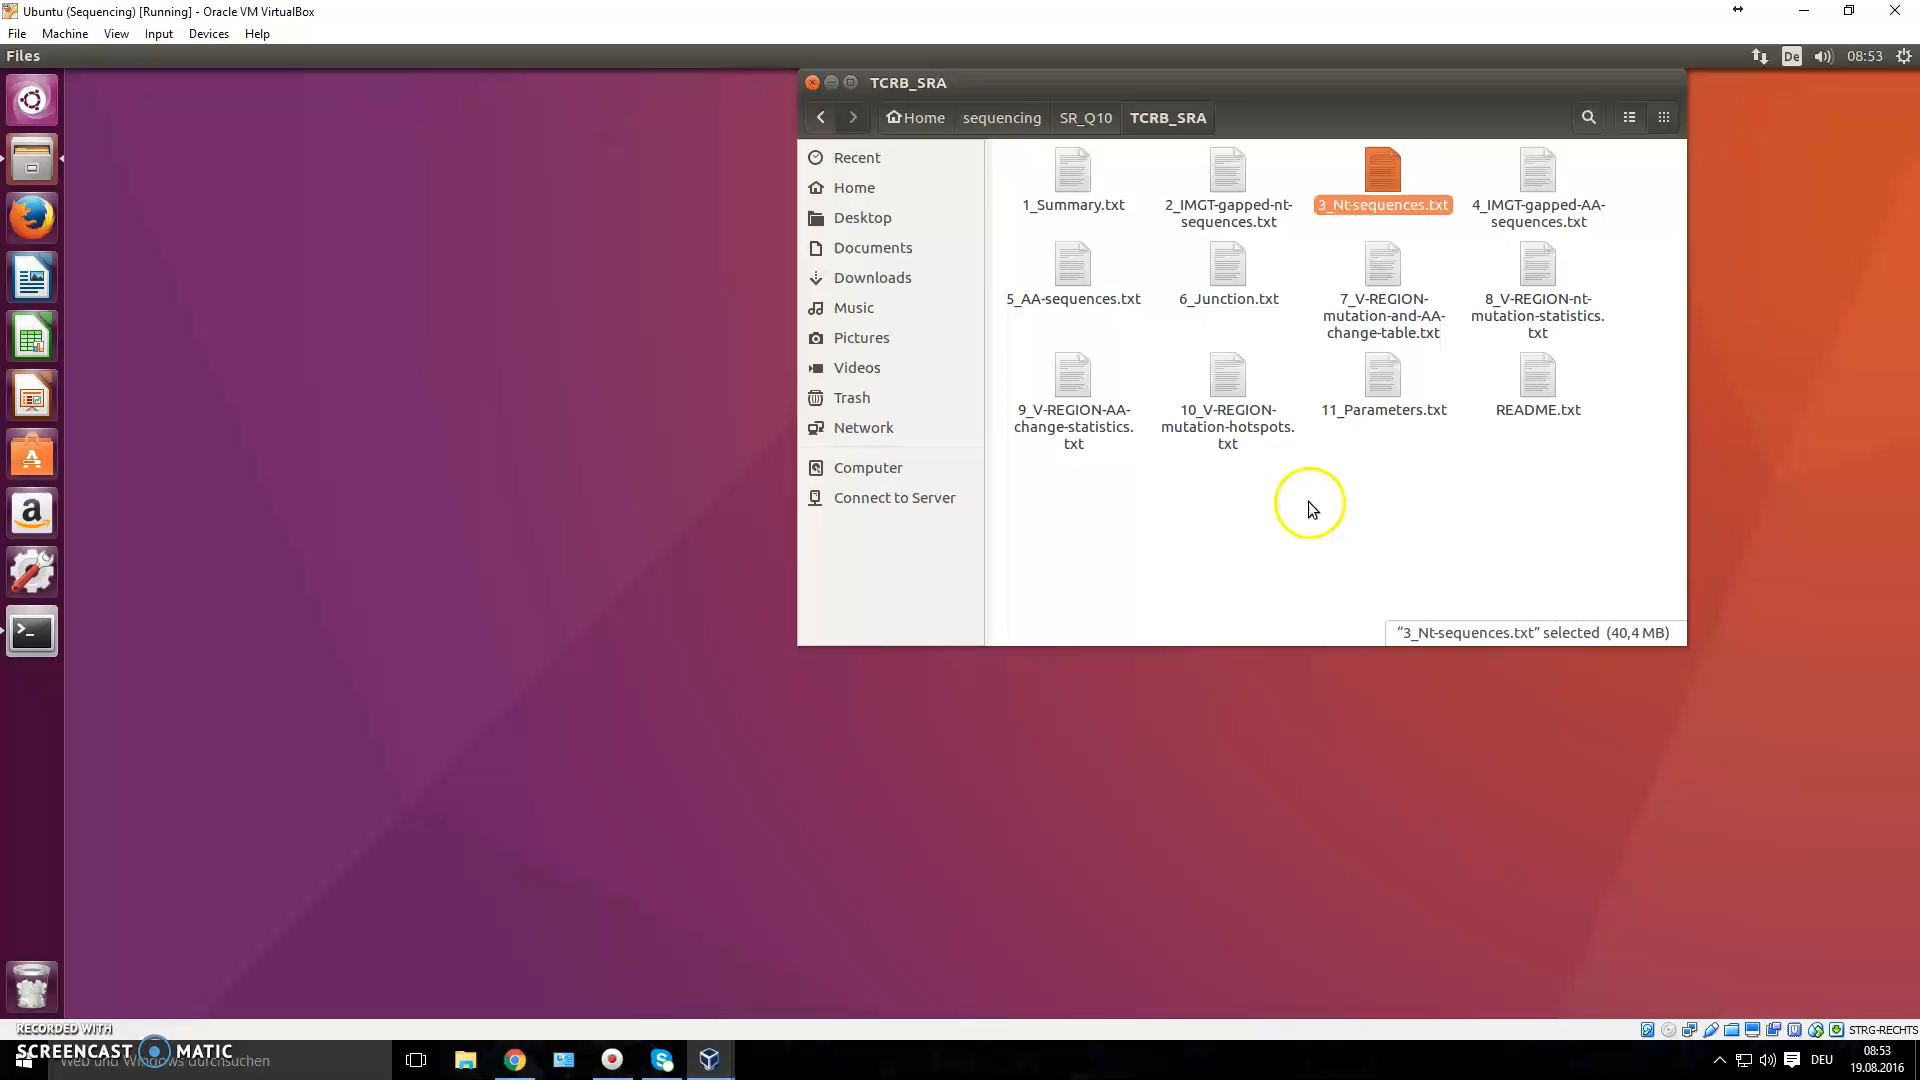 Ubuntu (Sequencing) [Running] - Oracle VM VirtualBox
File Machine View Input Devices Help
Files
De
08:53
TCRB_SRA
Home sequencing SR_Q10 TCRB_SRA
Recent
Home
Desktop
Documents
Downloads
Music
Pictures
Videos
Trash
Network
Computer
Connect to Server
1_Summary.txt
2_IMGT-gapped-nt-
sequences.txt
3_Nt-sequences.txt
4_IMGT-gapped-AA-
sequences.txt
5_AA-sequences.txt
6_Junction.txt
7_V-REGION-
mutation-and-AA-
change-table.txt
8_V-REGION-nt-
mutation-statistics.
txt
9_V-REGION-AA-
change-statistics.
txt
10_V-REGION-
mutation-hotspots.
txt
11_Parameters.txt
README.txt
“3_Nt-sequences.txt” selected (40,4 MB)
a
STRG-RECHTS
RECORDED WITH
SCREENCAST MATIC
Web und Windows durchsuchen
DEU
08:53
19.08.2016